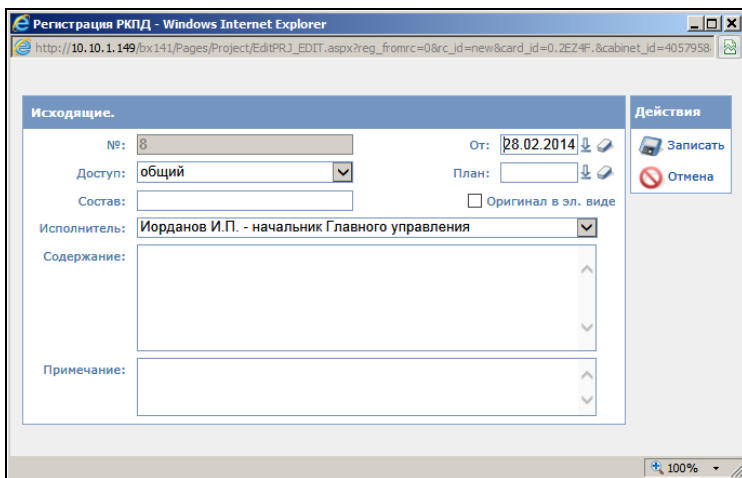 Регистрация РКПД - Windows Internet Explorer
http://10.10.1.149/bx141/Pages/Project/EditPRJ_EDIT.aspx?reg_fromrc=0&rc_id=new&card_id=0.2EZ4F.&cabinet_id=4057958
Исходящие.
Действия
№: 8 От: 28.02.2014
Записать
Доступ: общий План:
Отмена
Состав: Оригинал в эл. виде
Исполнитель: Иорданов И.П. - начальник Главного управления
Содержание:
Примечание:
100%